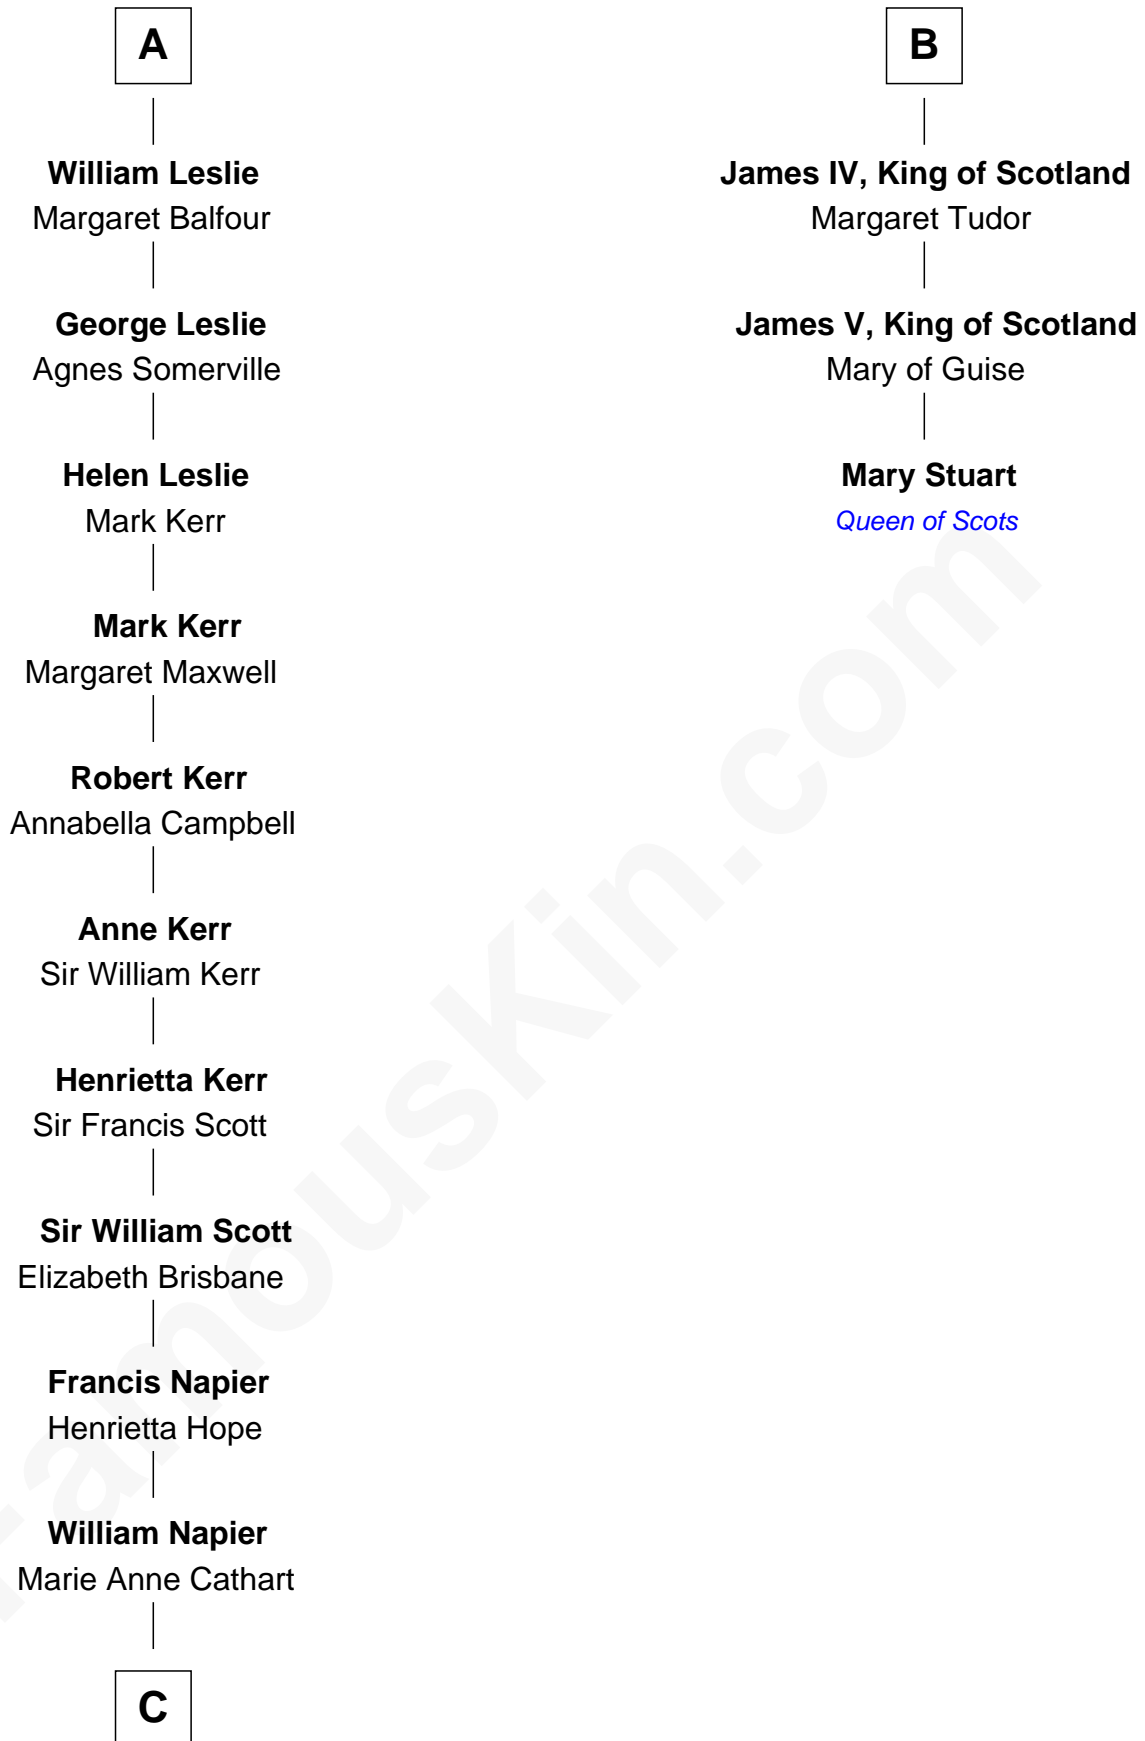 A
William Leslie
Margaret Balfour
George Leslie
Agnes Somerville
Helen Leslie
Mark Kerr
Mark Kerr
Margaret Maxwell
Robert Kerr
Annabella Campbell
Anne Kerr
Sir William Kerr
Henrietta Kerr
Sir Francis Scott
Sir William Scott
Elizabeth Brisbane
Francis Napier
Henrietta Hope
William Napier
Marie Anne Cathart
C
B
James IV, King of Scotland
Margaret Tudor
James V, King of Scotland
Mary of Guise
Mary Stuart
Queen of Scots
FamousKin.com